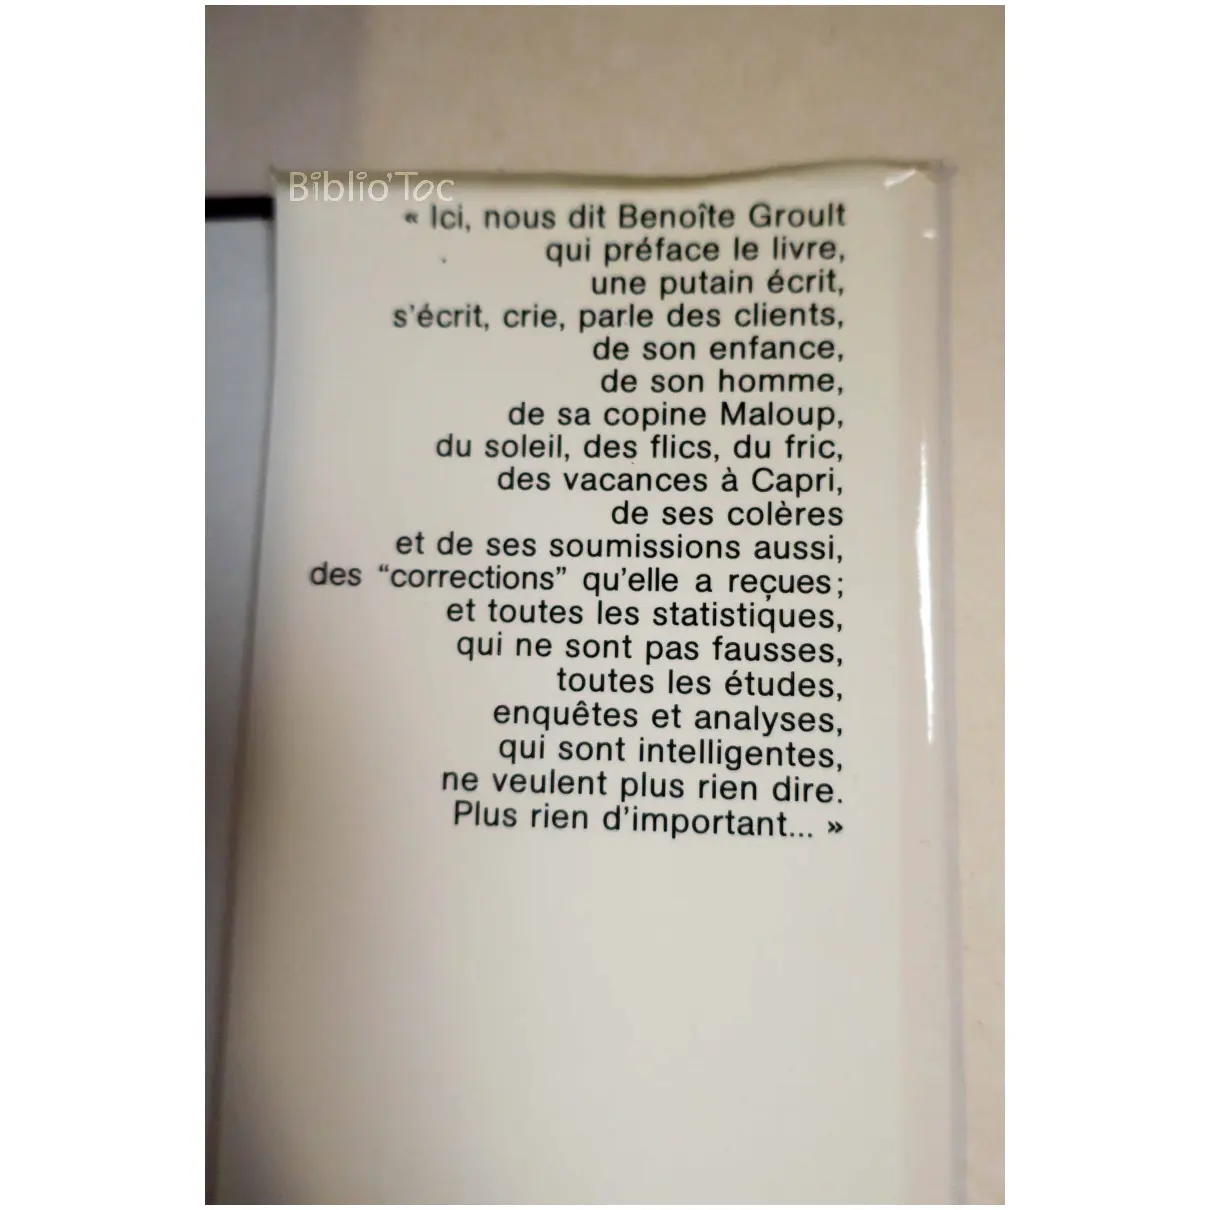 Biblio'Toc
« Ici, nous dit Benoîte Groult
qui préface le livre,
une putain écrit,
s'écrit, crie, parle des clients,
de son enfance,
de son homme,
de sa copine Maloup,
du soleil, des flics, du fric,
des vacances à Capri,
de ses colères
et de ses soumissions aussi,
des “corrections” qu'elle a reçues ;
et toutes les statistiques,
qui ne sont pas fausses,
toutes les études,
enquêtes et analyses,
qui sont intelligentes,
ne veulent plus rien dire.
Plus rien d'important... »